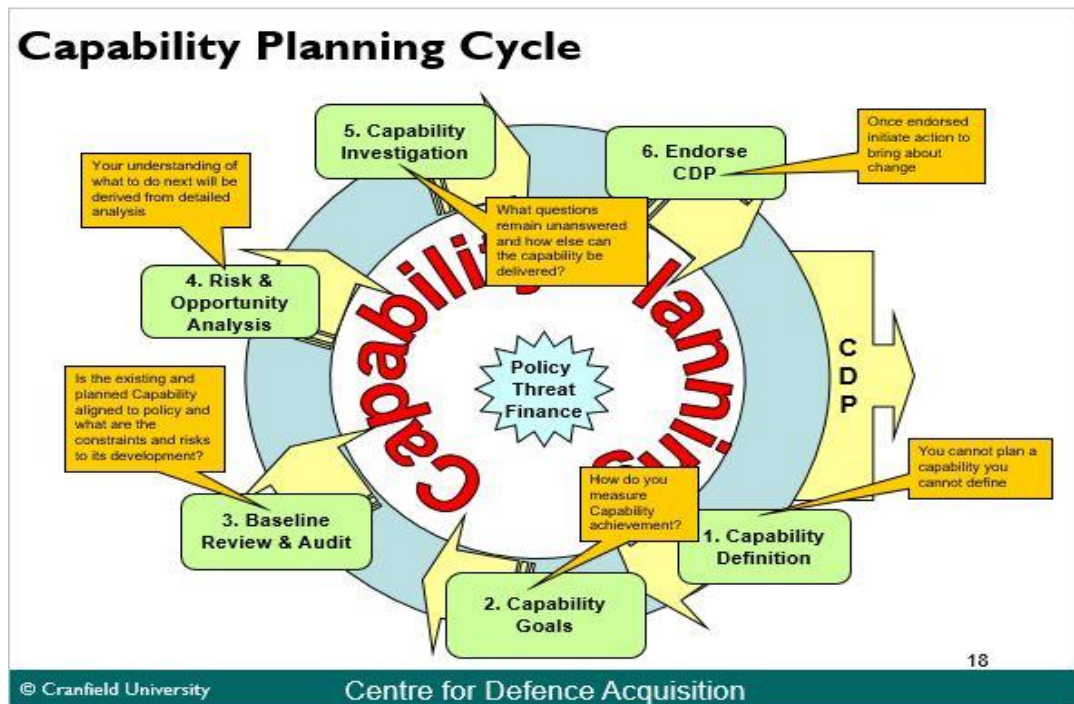 Capability Planning Cycle
5. Capability
Investigation
6. Endorse
CDP
Once endorsed
initiate action to
bring about
change
Your understanding of
what to do next will be
derived from detailed
analysis
What questions
remain unanswered
and how else can
the capability be
delivered?
4. Risk &
Opportunity
Analysis
Capability Planning
Policy
Threat
Finance
C
D
P
Is the existing and
planned Capability
aligned to policy and
what are the
constraints and risks
to its development?
You cannot plan a
capability you
cannot define
How do you
measure
Capability
achievement?
3. Baseline
Review & Audit
1. Capability
Definition
2. Capability
Goals
18
© Cranfield University
Centre for Defence Acquisition